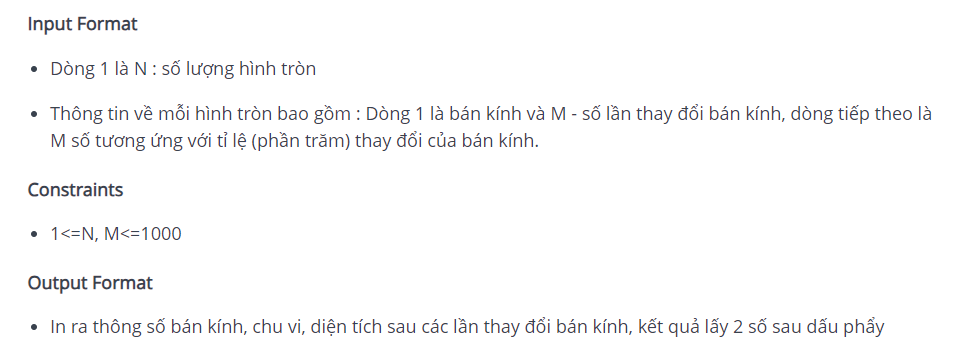 Input Format
Dòng 1 là N : số lượng hình tròn
Thông tin về mỗi hình tròn bao gồm : Dòng 1 là bán kính và M - số lần thay đổi bán kính, dòng tiếp theo là
M số tương ứng với tỉ lệ (phần trăm) thay đổi của bán kính.
Constraints
1<=N, M<=1000
Output Format
In ra thông số bán kính, chu vi, diện tích sau các lần thay đổi bán kính, kết quả lấy 2 số sau dấu phẩy